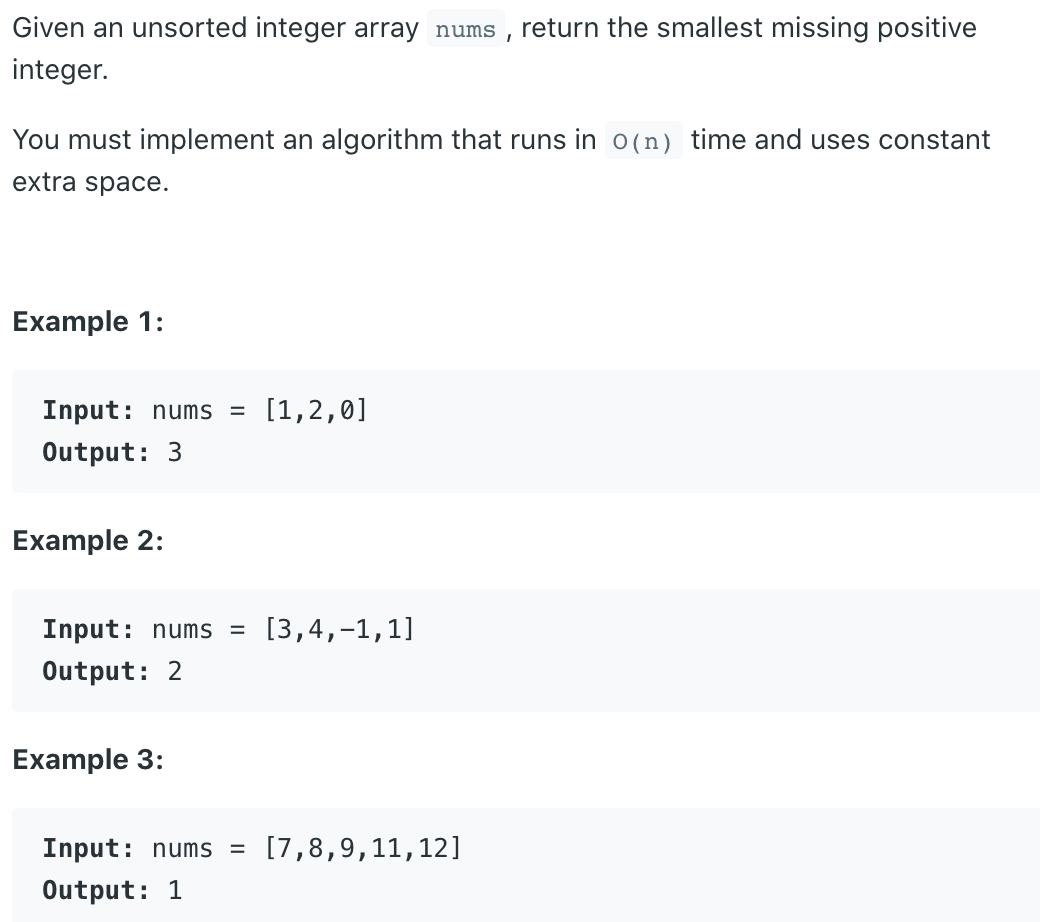 Given an unsorted integer array nums , return the smallest missing positive
integer.
You must implement an algorithm that runs in O(n) time and uses constant
extra space.
Example 1:
Input: nums = [1,2,0]
Output: 3
Example 2:
Input: nums = [3,4,−1,1]
Output: 2
Example 3:
Input: nums = [7,8,9,11,12]
Output: 1